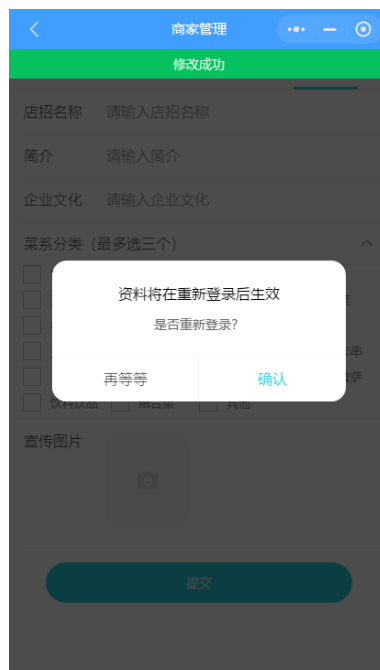 商家管理
修改成功
店招名称 请输入店招名称
简介 请输入简介
企业文化 请输入企业文化
菜系分类（最多选三个）
资料将在重新登录后生效
是否重新登录?
再等等 确认
饮料饮品 融合菜 其他
宣传图片
提交